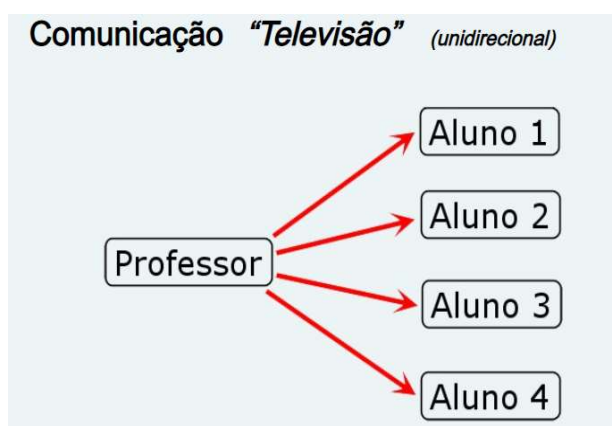 Comunicação "Televisão" (unidirecional)
Aluno 1
Aluno 2
Professor
Aluno 3
Aluno 4